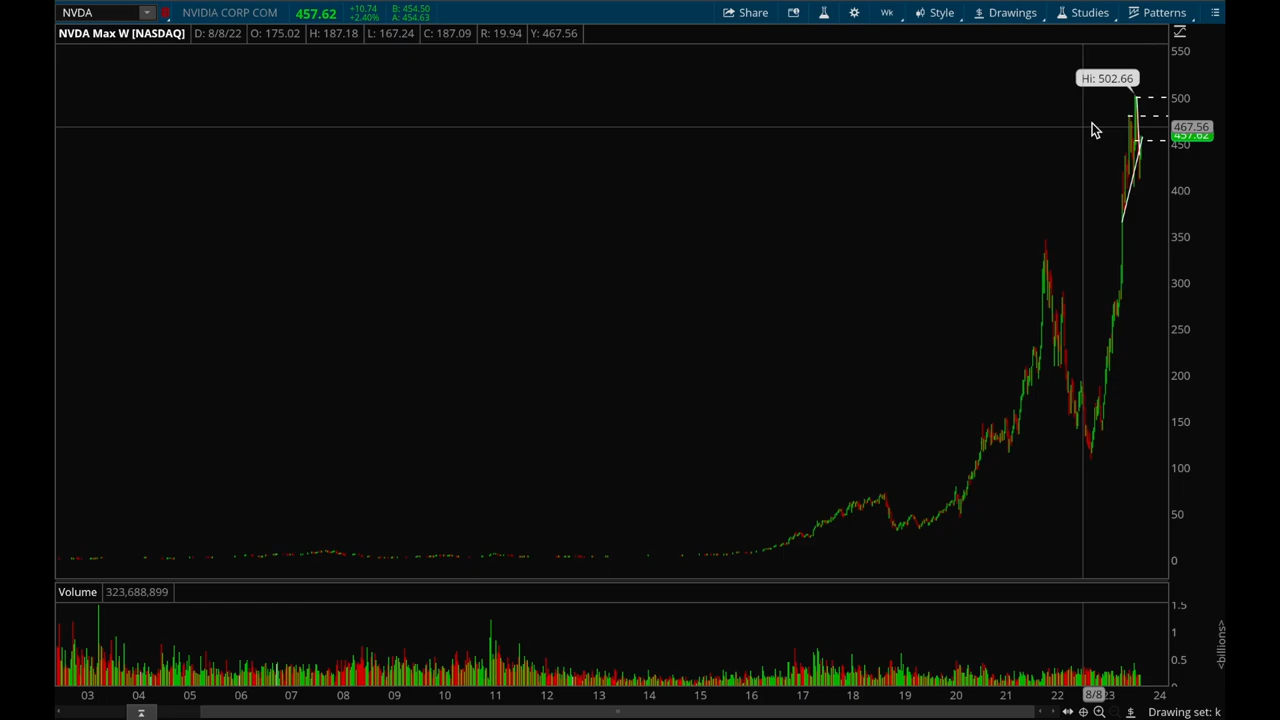 NVDA NVIDIA CORP COM 457.62 +10.74 +2.40% B: 454.50 A: 454.63 Share Wk Style $ Drawings Studies Patterns
NVDA Max W [NASDAQ] D: 8/8/22 O: 175.02 H: 187.18 L: 167.24 C: 187.09 R: 19.94 Y: 467.56
550
Hi: 502.66
500
467.56
457.62
450
400
350
300
250
200
150
100
50
0
Volume 323,688,899
1.5
1
0.5
0
<billions>
03 04 05 06 07 08 09 10 11 12 13 14 15 16 17 18 19 20 21 22 8/8 23 24
$ Drawing set: k